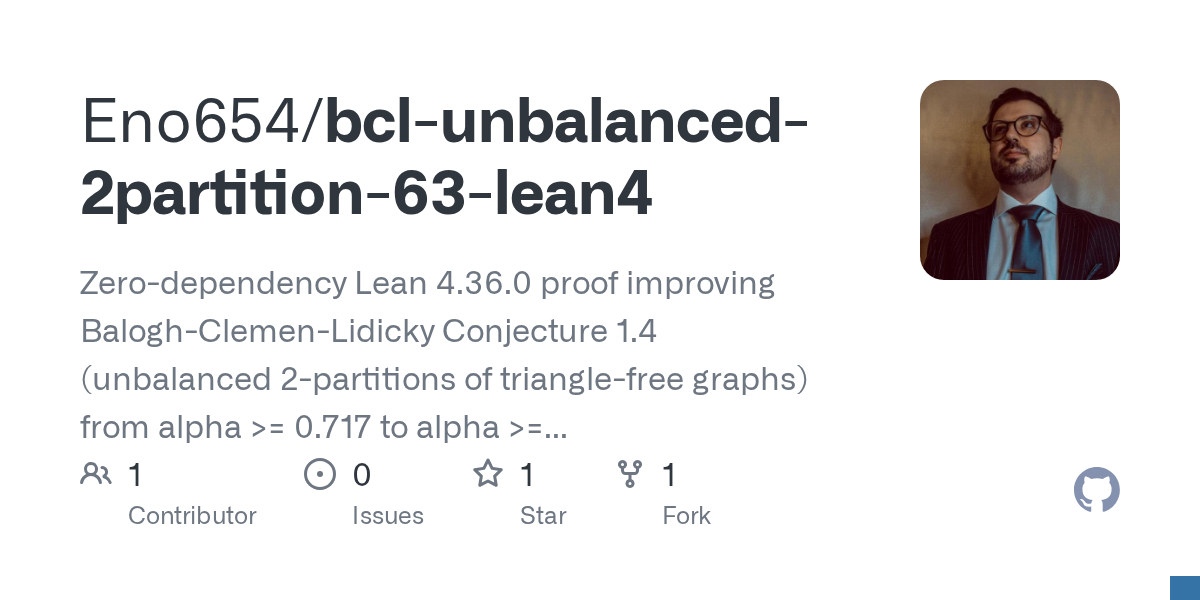 Eno654/bcl-unbalanced-
2partition-63-lean4
Zero-dependency Lean 4.36.0 proof improving
Balogh-Clemen-Lidicky Conjecture 1.4
(unbalanced 2-partitions of triangle-free graphs)
from alpha >= 0.717 to alpha >=...
1
Contributor
0
Issues
1
Star
1
Fork